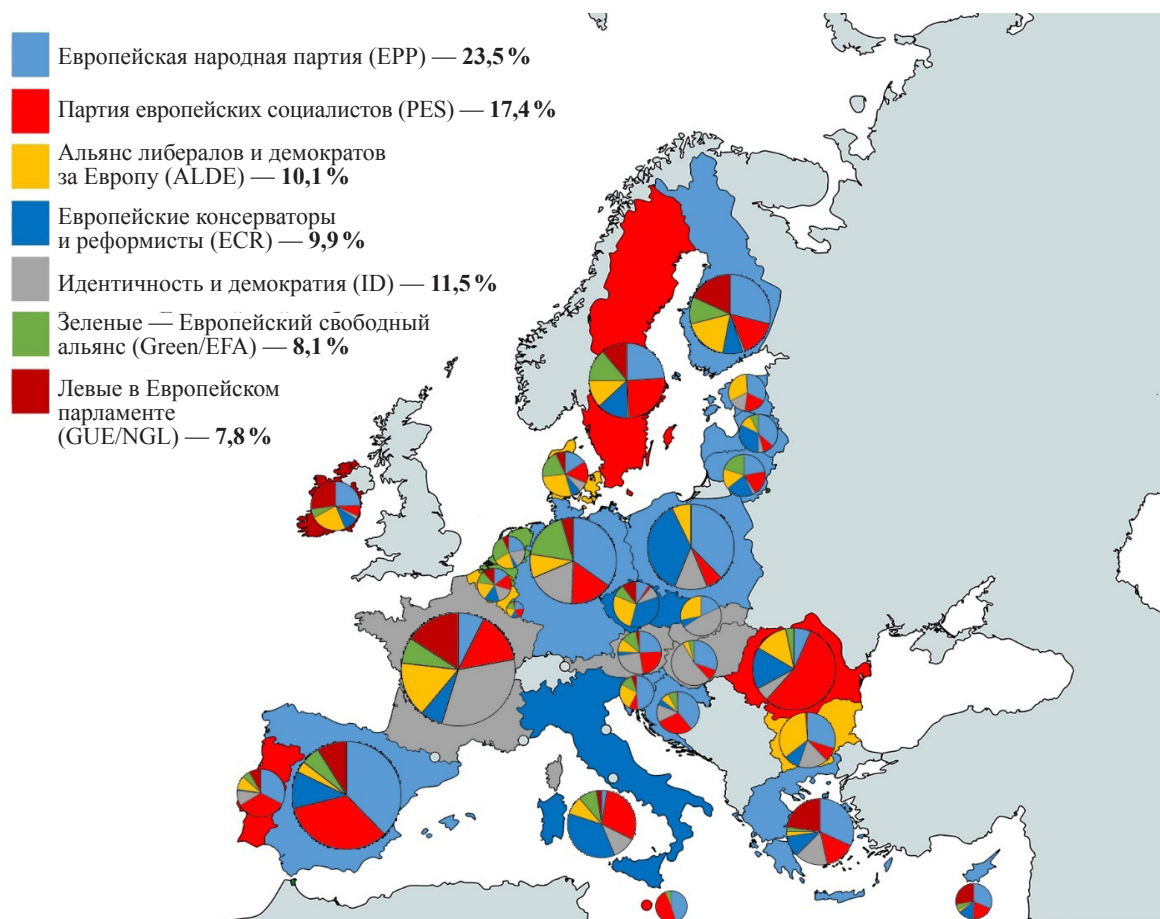 Европейская народная партия (EPP) — 23,5 %
Партия европейских социалистов (PES) — 17,4 %
Альянс либералов и демократов
за Европу (ALDE) — 10,1 %
Европейские консерваторы
и реформисты (ECR) — 9,9 %
Идентичность и демократия (ID) — 11,5 %
Зеленые — Европейский свободный
альянс (Green/EFA) — 8,1 %
Левые в Европейском
парламенте
(GUE/NGL) — 7,8 %